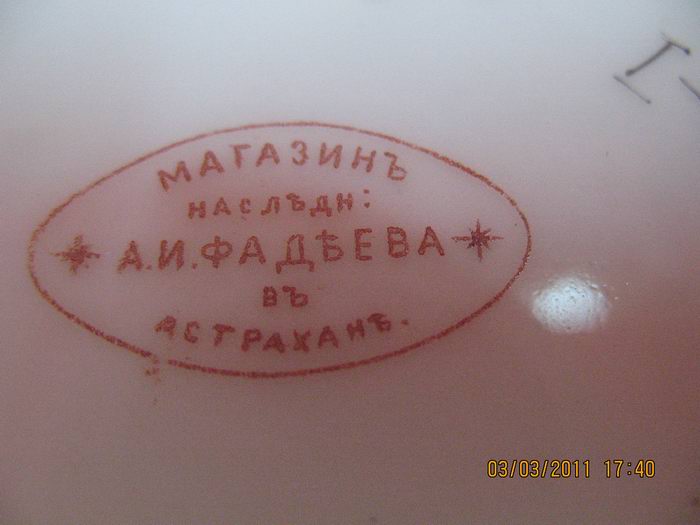 МАГАЗИНЪ
НАСЛѢДН:
А.И.ФАДѢЕВА
ВЪ
АСТРАХАНѢ.
03/03/2011 17:40